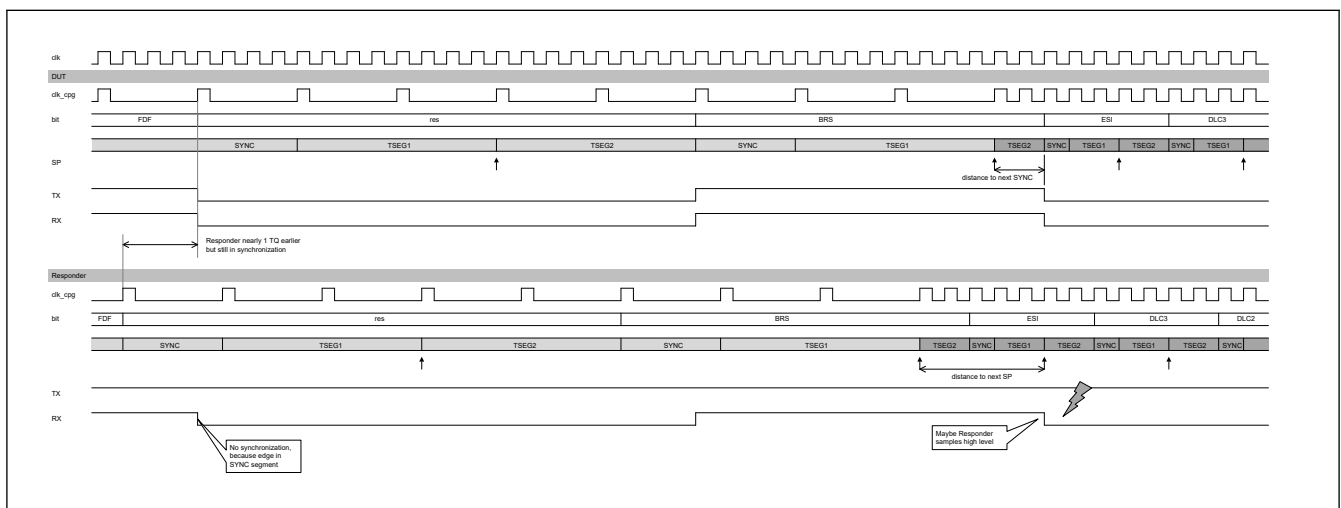 clk
DUT
clk_cpg
bit FDF res BRS ESI DLC3
SYNC TSEG1 TSEG2 SYNC TSEG1 TSEG2 SYNC TSEG1 TSEG2 SYNC TSEG1
SP
distance to next SYNC
TX
RX
Responder nearly 1 TQ earlier
but still in synchronization
Responder
clk_cpg
bit FDF res BRS ESI DLC3 DLC2
SYNC TSEG1 TSEG2 SYNC TSEG1 TSEG2 SYNC TSEG1 TSEG2 SYNC TSEG1 TSEG2 SYNC
distance to next SP
TX
RX
No synchronization,
because edge in
SYNC segment
Maybe Responder
samples high level